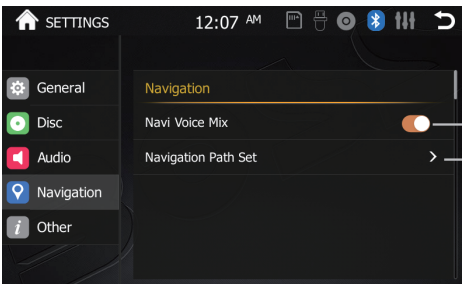 SETTINGS 12:07 AM
General
Disc
Audio
Navigation
Other
Navigation
Navi Voice Mix
Navigation Path Set